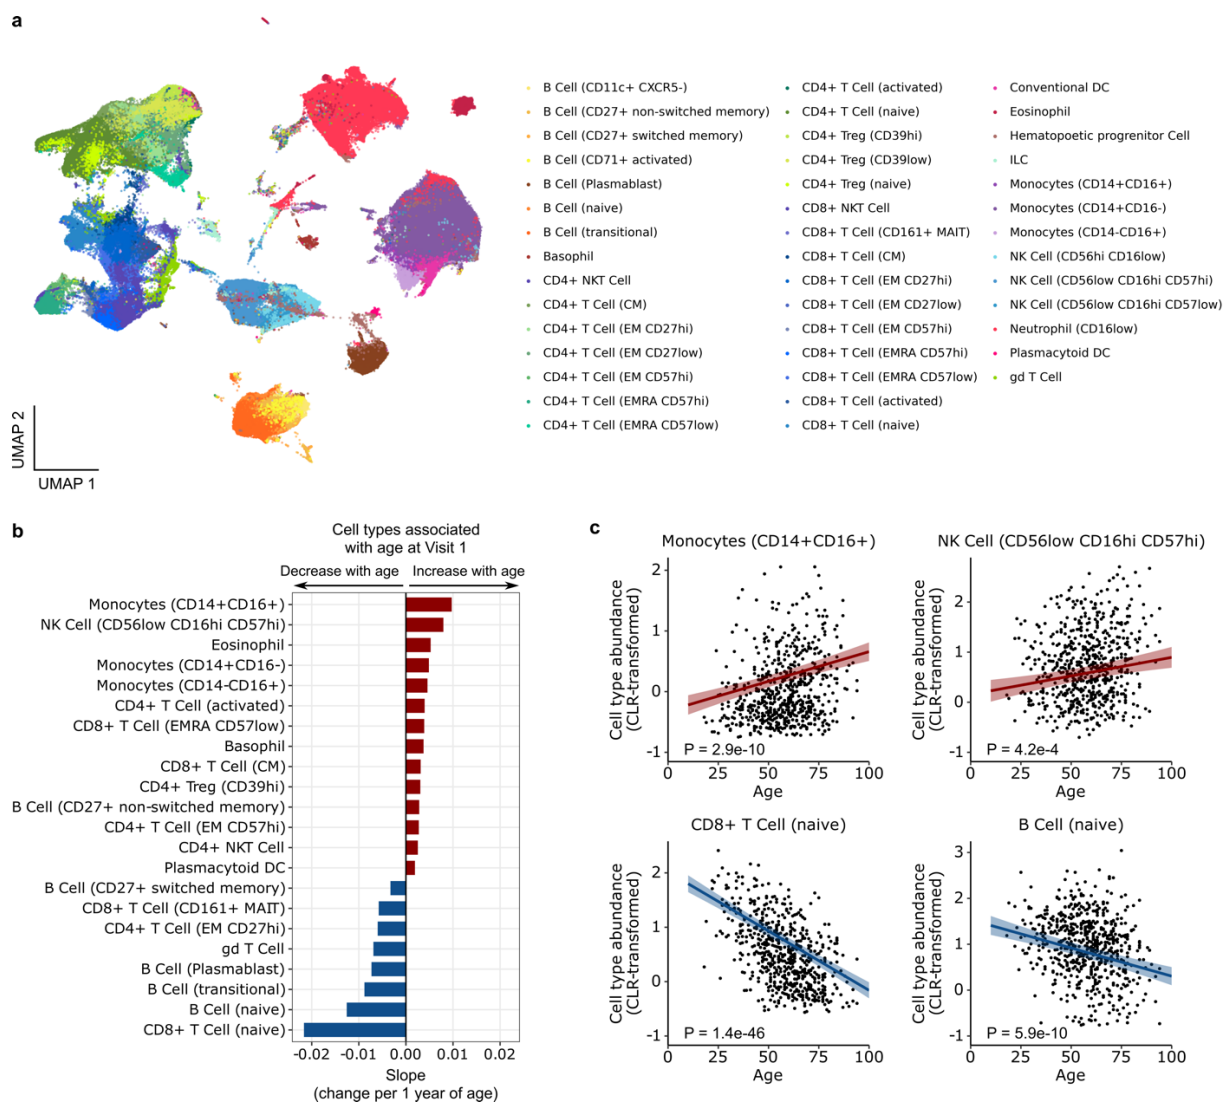 a
B Cell (CD11c+ CXCR5-)
B Cell (CD27+ non-switched memory)
B Cell (CD27+ switched memory)
B Cell (CD71+ activated)
B Cell (Plasmablast)
B Cell (naive)
B Cell (transitional)
Basophil
CD4+ NKT Cell
CD4+ T Cell (CM)
CD4+ T Cell (EM CD27hi)
CD4+ T Cell (EM CD27low)
CD4+ T Cell (EM CD57hi)
CD4+ T Cell (EMRA CD57hi)
CD4+ T Cell (EMRA CD57low)
CD4+ T Cell (activated)
CD4+ T Cell (naive)
CD4+ Treg (CD39hi)
CD4+ Treg (CD39low)
CD4+ Treg (naive)
CD8+ NKT Cell
CD8+ T Cell (CD161+ MAIT)
CD8+ T Cell (CM)
CD8+ T Cell (EM CD27hi)
CD8+ T Cell (EM CD27low)
CD8+ T Cell (EM CD57hi)
CD8+ T Cell (EMRA CD57hi)
CD8+ T Cell (EMRA CD57low)
CD8+ T Cell (activated)
CD8+ T Cell (naive)
Conventional DC
Eosinophil
Hematopoetic progrenitor Cell
ILC
Monocytes (CD14+CD16+)
Monocytes (CD14+CD16-)
Monocytes (CD14-CD16+)
NK Cell (CD56hi CD16low)
NK Cell (CD56low CD16hi CD57hi)
NK Cell (CD56low CD16hi CD57low)
Neutrophil (CD16low)
Plasmacytoid DC
gd T Cell
UMAP 2
UMAP 1
b
Cell types associated
with age at Visit 1
Decrease with age
Increase with age
Monocytes (CD14+CD16+)
NK Cell (CD56low CD16hi CD57hi)
Eosinophil
Monocytes (CD14+CD16-)
Monocytes (CD14-CD16+)
CD4+ T Cell (activated)
CD8+ T Cell (EMRA CD57low)
Basophil
CD8+ T Cell (CM)
CD4+ Treg (CD39hi)
B Cell (CD27+ non-switched memory)
CD4+ T Cell (EM CD57hi)
CD4+ NKT Cell
Plasmacytoid DC
B Cell (CD27+ switched memory)
CD8+ T Cell (CD161+ MAIT)
CD4+ T Cell (EM CD27hi)
gd T Cell
B Cell (Plasmablast)
B Cell (transitional)
B Cell (naive)
CD8+ T Cell (naive)
-0.02 -0.01 0.00 0.01 0.02
Slope
(change per 1 year of age)
c
Monocytes (CD14+CD16+)
Cell type abundance
(CLR-transformed)
2
1
0
-1
P = 2.9e-10
0 25 50 75 100
Age
NK Cell (CD56low CD16hi CD57hi)
Cell type abundance
(CLR-transformed)
2
1
0
-1
P = 4.2e-4
0 25 50 75 100
Age
CD8+ T Cell (naive)
Cell type abundance
(CLR-transformed)
2
1
0
-1
P = 1.4e-46
0 25 50 75 100
Age
B Cell (naive)
Cell type abundance
(CLR-transformed)
3
2
1
0
-1
P = 5.9e-10
0 25 50 75 100
Age